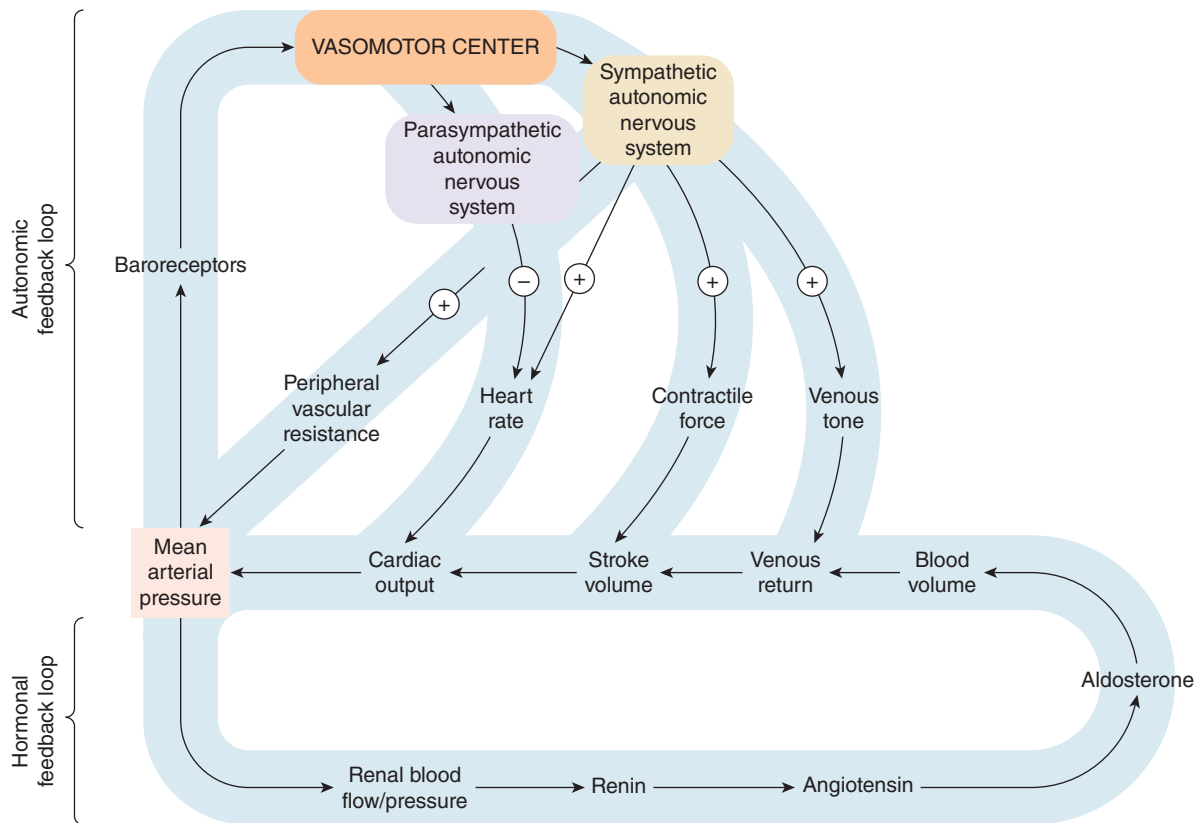 VASOMOTOR CENTER
Sympathetic
autonomic
nervous
system
Parasympathetic
autonomic
nervous
system
Autonomic
feedback loop
Baroreceptors
+
−
+
+
+
Peripheral
vascular
resistance
Heart
rate
Contractile
force
Venous
tone
Mean
arterial
pressure
Cardiac
output
Stroke
volume
Venous
return
Blood
volume
Hormonal
feedback loop
Aldosterone
Renal blood
flow/pressure
Renin
Angiotensin